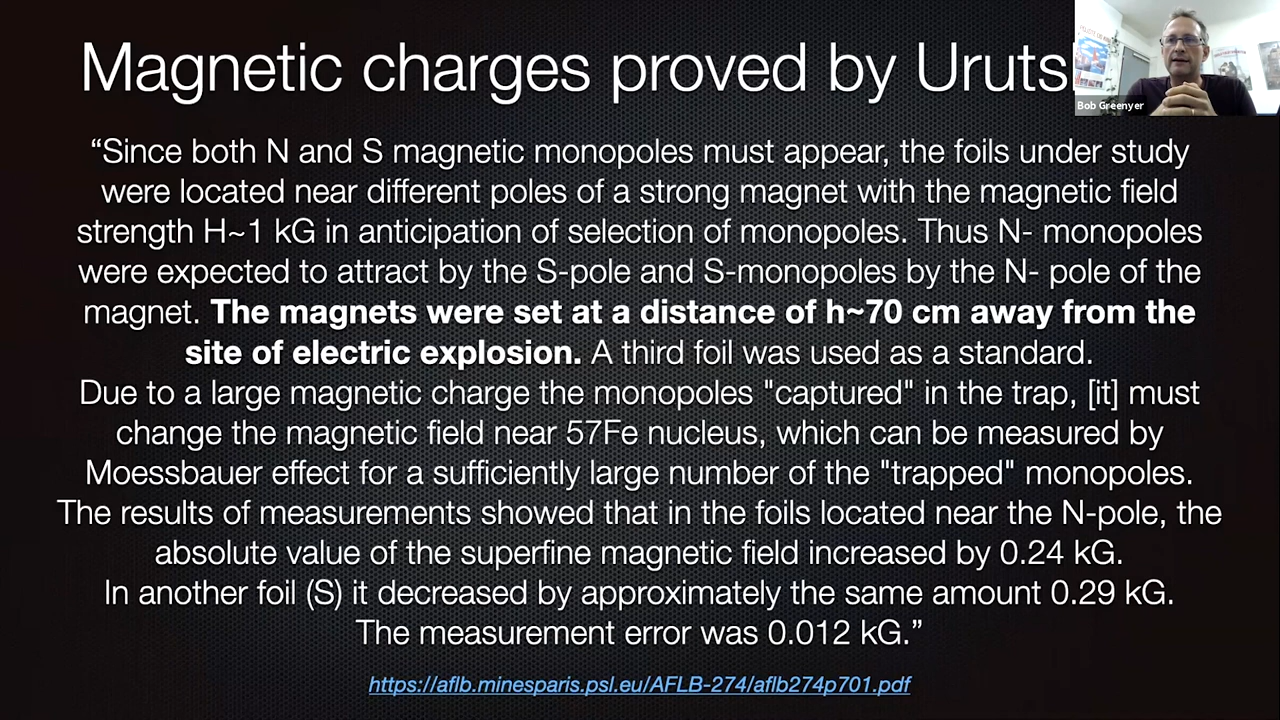 Magnetic charges proved by Uruts
Bob Greenyer
“Since both N and S magnetic monopoles must appear, the foils under study
were located near different poles of a strong magnet with the magnetic field
strength H~1 kG in anticipation of selection of monopoles. Thus N- monopoles
were expected to attract by the S-pole and S-monopoles by the N- pole of the
magnet. The magnets were set at a distance of h~70 cm away from the
site of electric explosion. A third foil was used as a standard.
Due to a large magnetic charge the monopoles "captured" in the trap, [it] must
change the magnetic field near 57Fe nucleus, which can be measured by
Moessbauer effect for a sufficiently large number of the "trapped" monopoles.
The results of measurements showed that in the foils located near the N-pole, the
absolute value of the superfine magnetic field increased by 0.24 kG.
In another foil (S) it decreased by approximately the same amount 0.29 kG.
The measurement error was 0.012 kG.”
https://aflb.minesparis.psl.eu/AFLB-274/aflb274p701.pdf